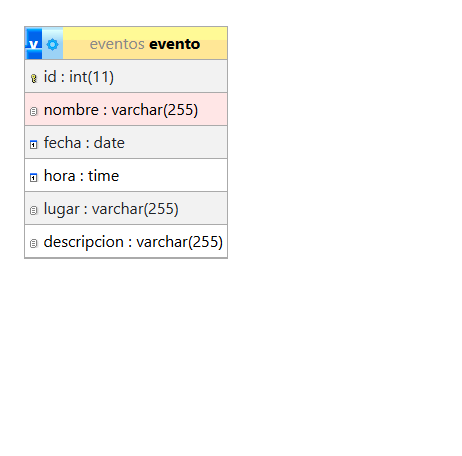 v eventos evento
id : int(11)
nombre : varchar(255)
fecha : date
hora : time
lugar : varchar(255)
descripcion : varchar(255)